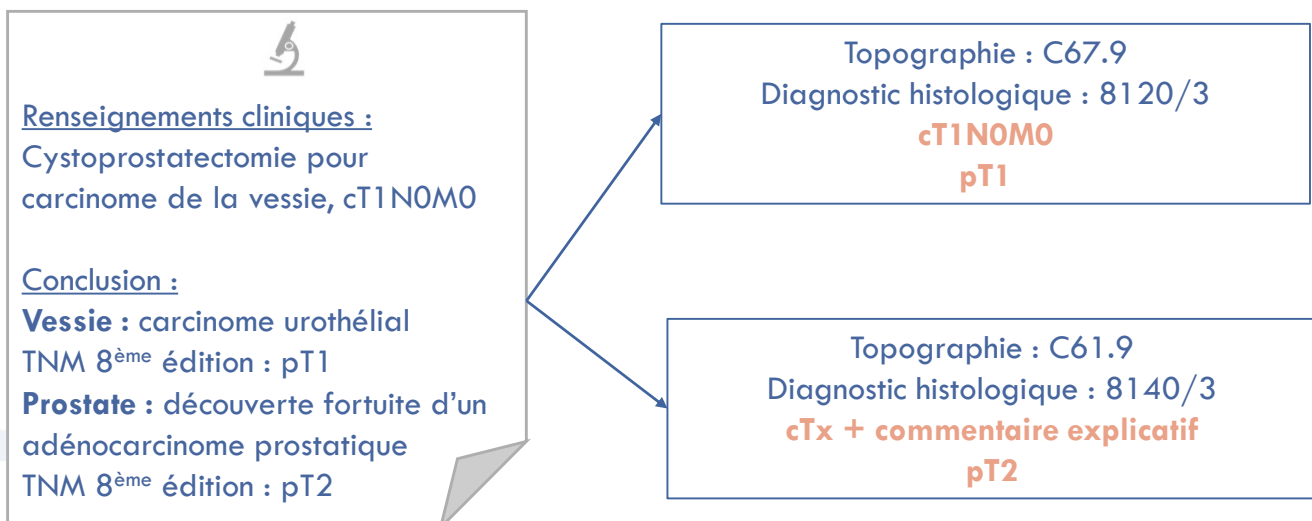 Renseignements cliniques :
Cystoprostatectomie pour
carcinome de la vessie, cT1N0M0
Conclusion :
Vessie : carcinome urothélial
TNM 8ème édition : pT1
Prostate : découverte fortuite d'un
adénocarcinome prostatique
TNM 8ème édition : pT2
Topographie : C67.9
Diagnostic histologique : 8120/3
cT1N0M0
pT1
Topographie : C61.9
Diagnostic histologique : 8140/3
cTx + commentaire explicatif
pT2